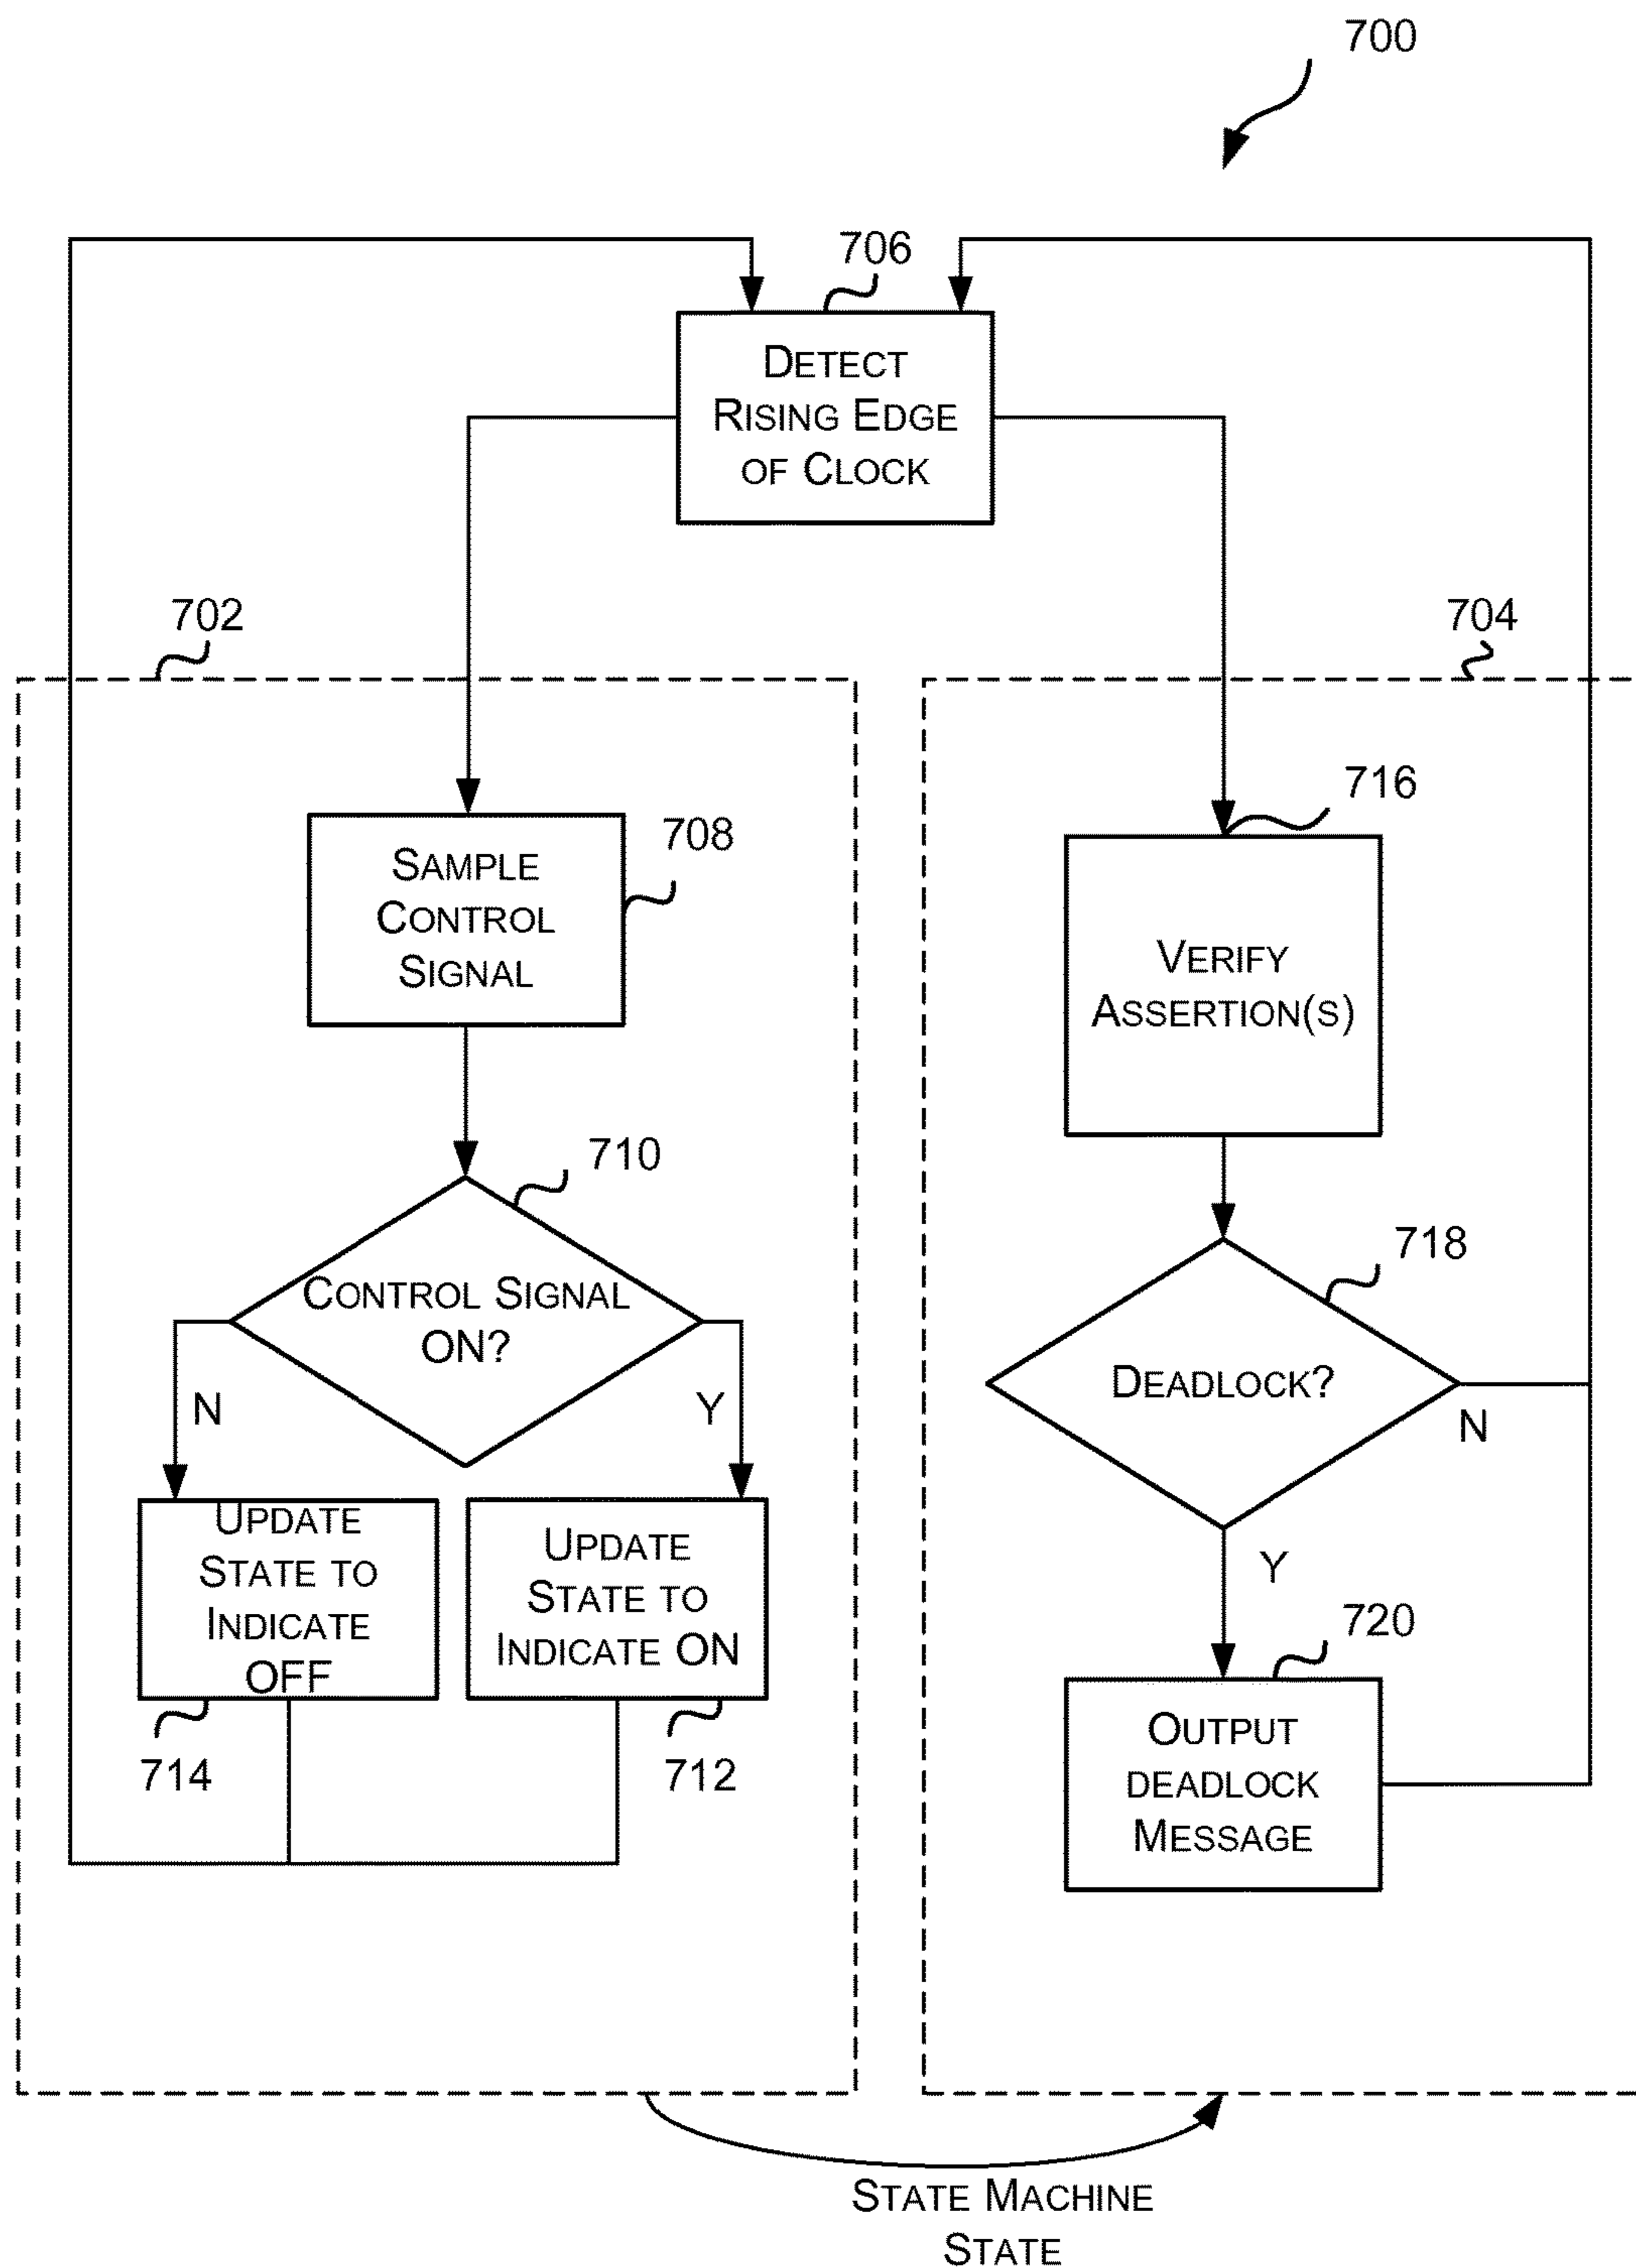 700
706
DETECT
RISING EDGE
OF CLOCK
702
704
708
SAMPLE
CONTROL
SIGNAL
716
VERIFY
ASSERTION(S)
710
CONTROL SIGNAL
ON?
N
Y
718
DEADLOCK?
N
Y
UPDATE
STATE TO
INDICATE
OFF
714
UPDATE
STATE TO
INDICATE ON
712
720
OUTPUT
DEADLOCK
MESSAGE
STATE MACHINE
STATE